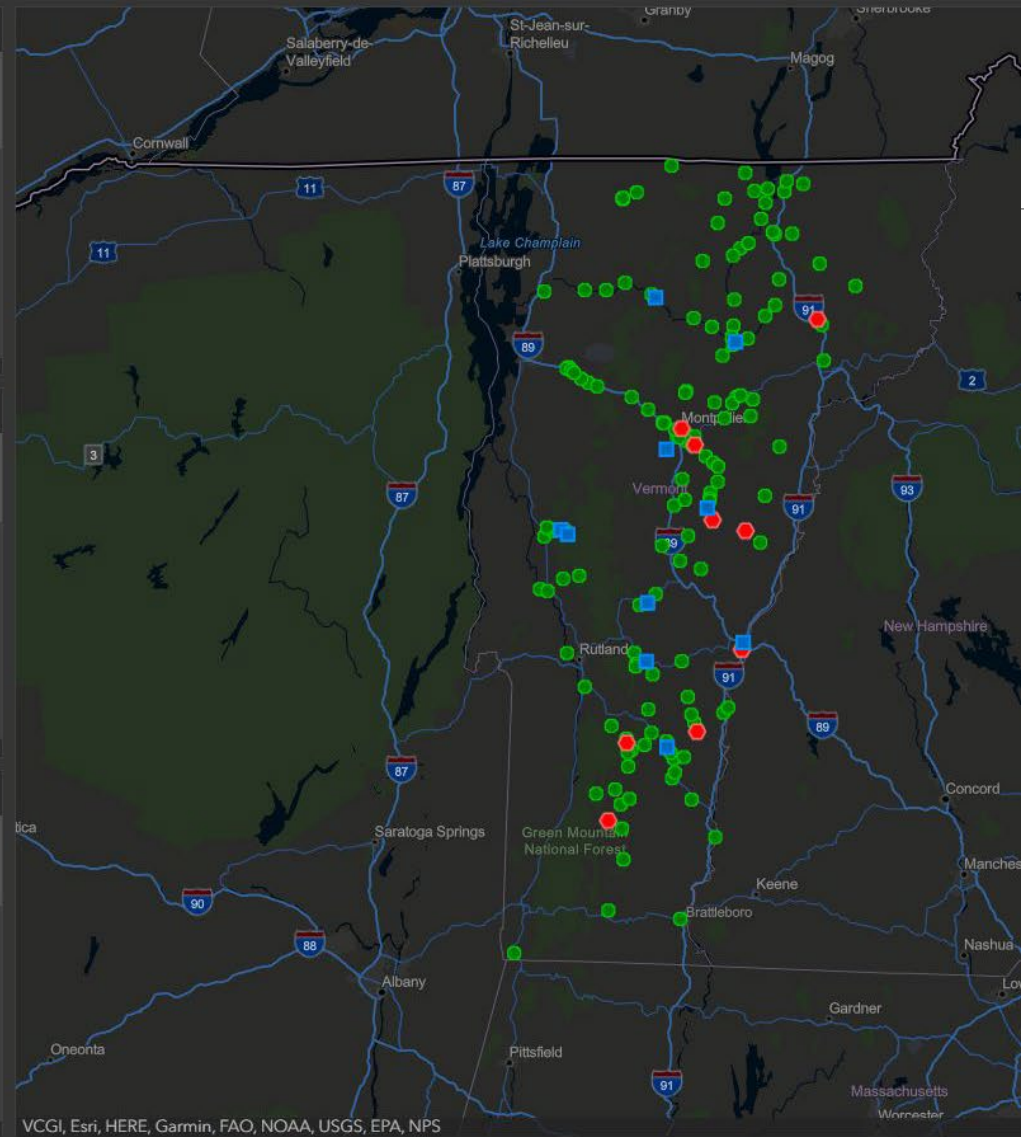 Granby
Sherbrooke
St-Jean-sur-
Richelieu
Salaberry-de-
Valleyfield
Magog
Cornwall
87
11
11
Lake Champlain
Plattsburgh
91
89
2
Montpelier
3
Vermont
87
91
93
89
New Hampshire
Rutland
91
89
87
Concord
tica
Saratoga Springs
Green Mountain
National Forest
Manches
Keene
90
Brattleboro
88
Nashua
Albany
Lov
Gardner
Oneonta
Pittsfield
91
Massachusetts
Worcester
VCGI, Esri, HERE, Garmin, FAO, NOAA, USGS, EPA, NPS